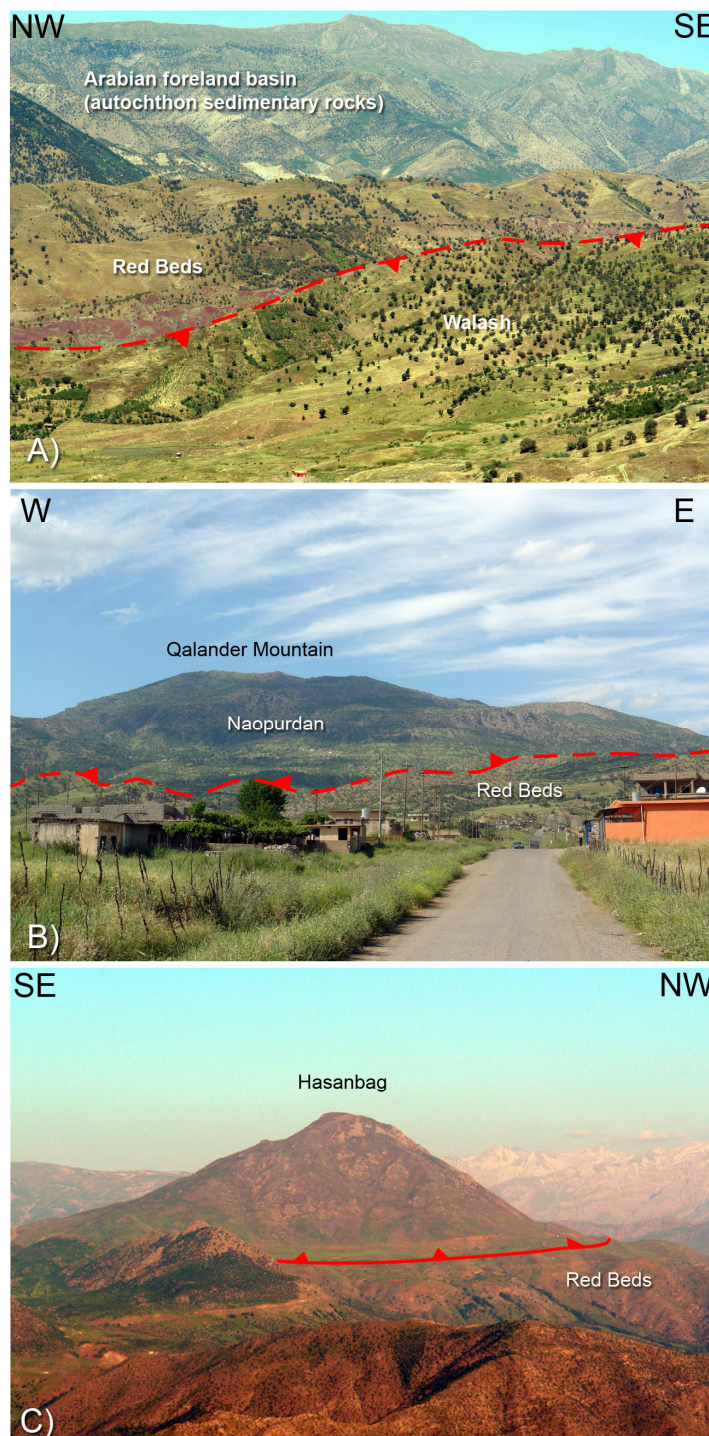 NW
SE
Arabian foreland basin
(autochthon sedimentary rocks)
Red Beds
Walash
A)
W
E
Qalander Mountain
Naopurdan
Red Beds
B)
SE
NW
Hasanbag
Red Beds
C)